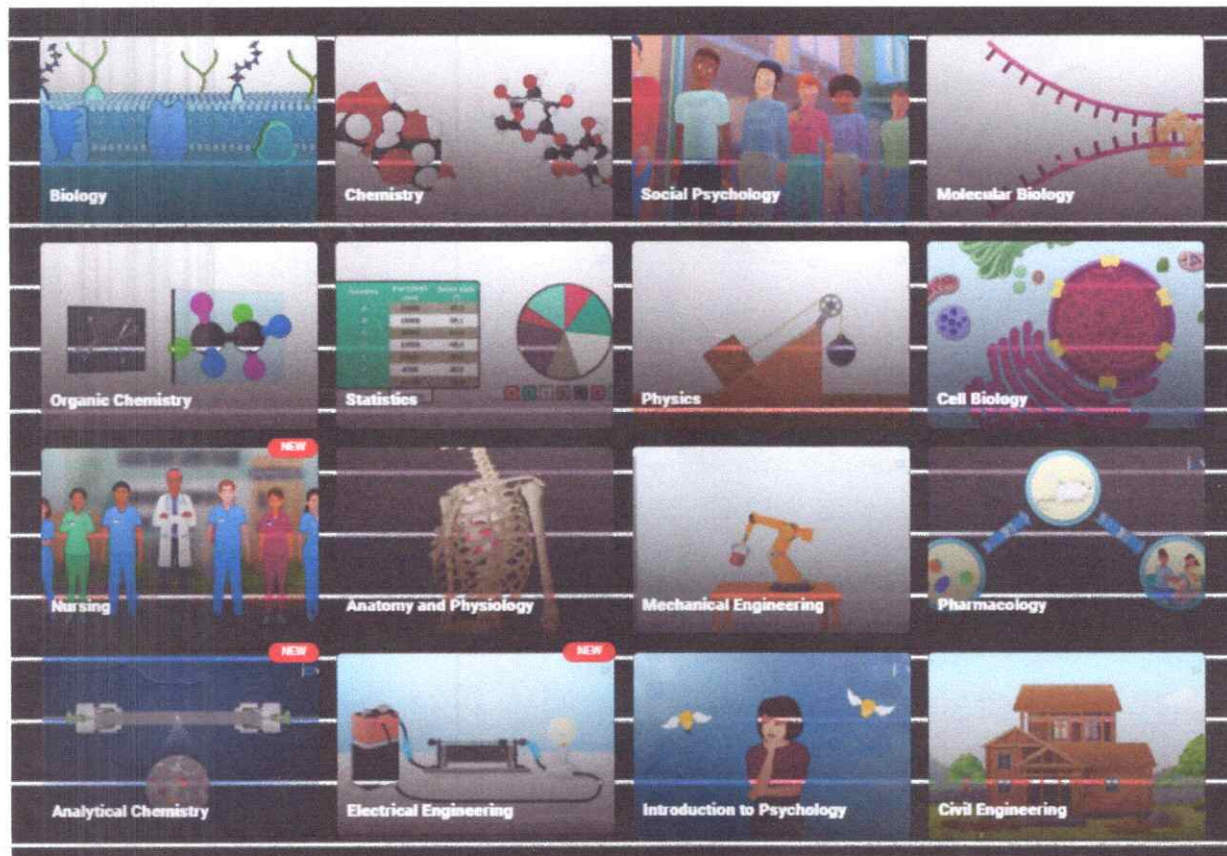 Biology
Chemistry
Social Psychology
Molecular Biology
Organic Chemistry
Statistics
Physics
Cell Biology
NEW
Nursing
Anatomy and Physiology
Mechanical Engineering
Pharmacology
NEW
NEW
Analytical Chemistry
Electrical Engineering
Introduction to Psychology
Civil Engineering